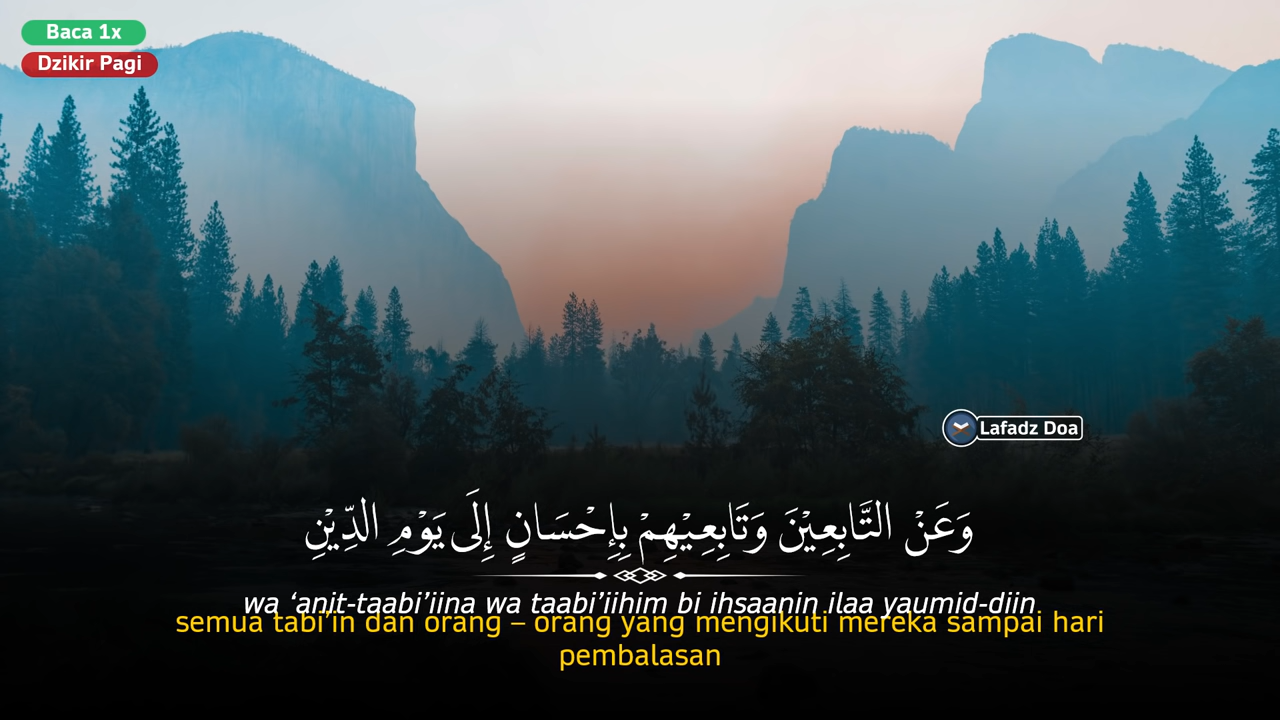 Baca 1x
Dzikir Pagi
Lafadz Doa
وَعَنْ التَّابِعِيْنَ وَتَابِعِيْهِمْ بِإِحْسَانٍ إِلَى يَوْمِ الدِّيْنِ
wa ‘anit-taabi’iina wa taabi’iihim bi ihsaanin ilaa yaumid-diin
semua tabi’in dan orang – orang yang mengikuti mereka sampai hari
pembalasan